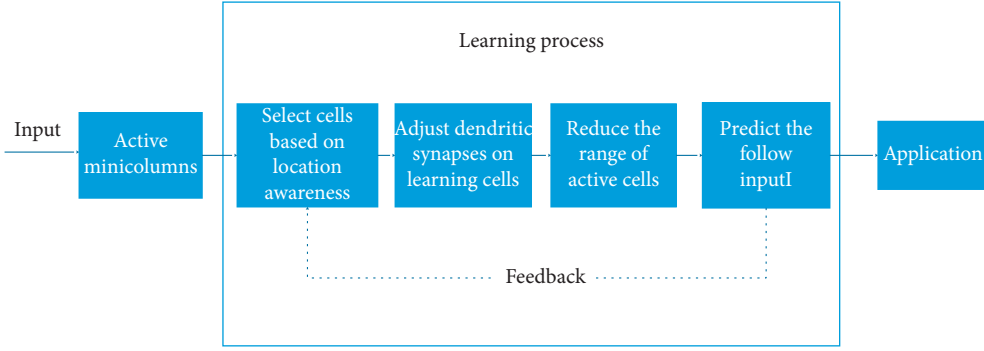 Learning process
Input
Active
minicolumns
Select cells
based on
location
awareness
Adjust dendritic
synapses on
learning cells
Reduce the
range of
active cells
Predict the
follow
inputI
Application
Feedback